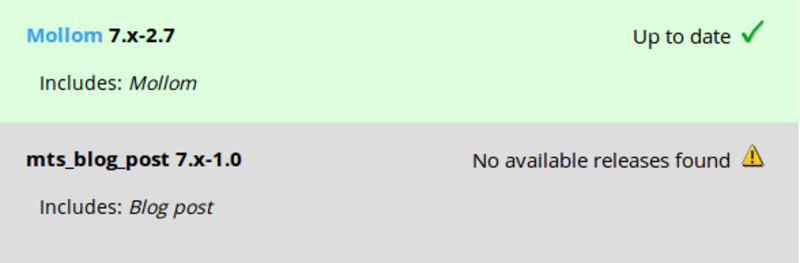 Mollom 7.x-2.7 Up to date
Includes: Mollom
mts_blog_post 7.x-1.0 No available releases found
Includes: Blog post